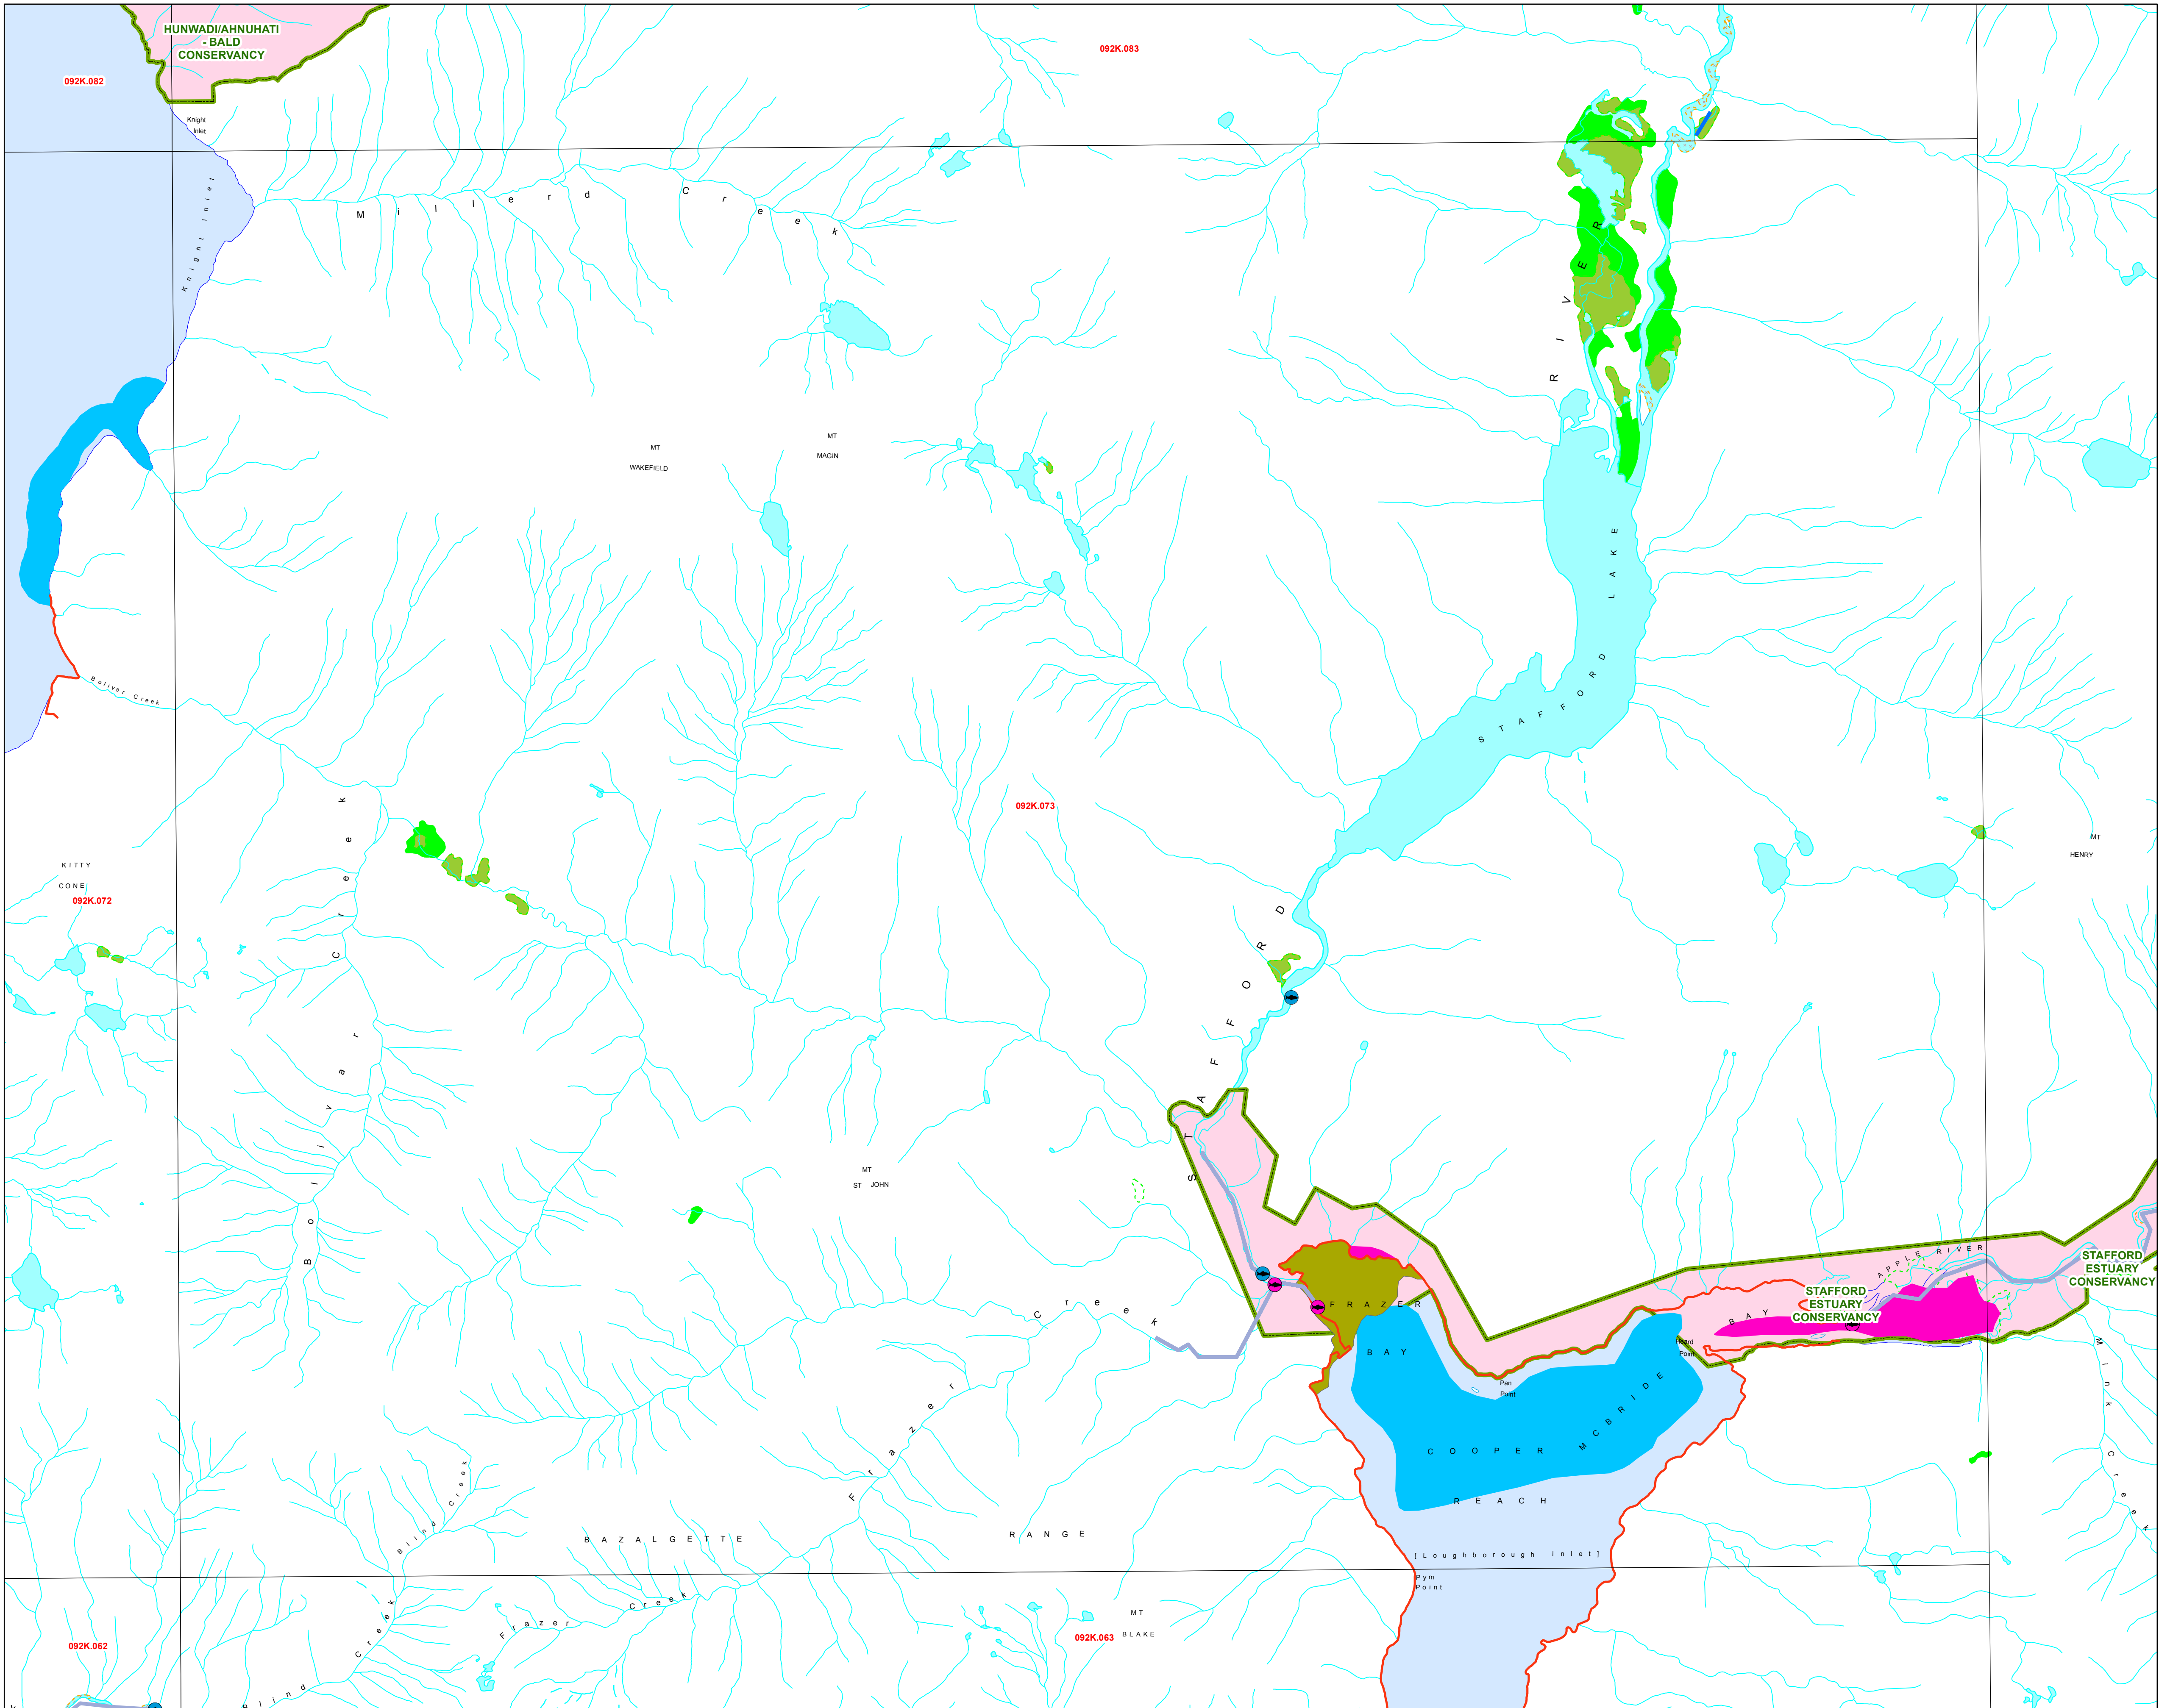 HUNWADI/AHNUHATI
- BALD
CONSERVANCY
092K.083
092K.082
Knight
Inlet
Knight Inlet
Millerd Creek
RIVER
MT
WAKEFIELD
MT
MAGIN
STAFFORD LAKE
Bolivar Creek
092K.073
KITTY
CONE
092K.072
MT
HENRY
Bolivar Creek
STAFFORD
MT
ST JOHN
APPLE RIVER
STAFFORD
ESTUARY
CONSERVANCY
STAFFORD
ESTUARY
CONSERVANCY
FRAZER
BAY
BAY
Heard
Point
Pan
Point
MCBRIDE
COOPER
REACH
Frazer Creek
Mink Creek
Blind Creek
BAZALGETTE RANGE
[Loughborough Inlet]
Pym
Point
Frazer Creek
MT
BLAKE
092K.063
092K.062
Blind Creek